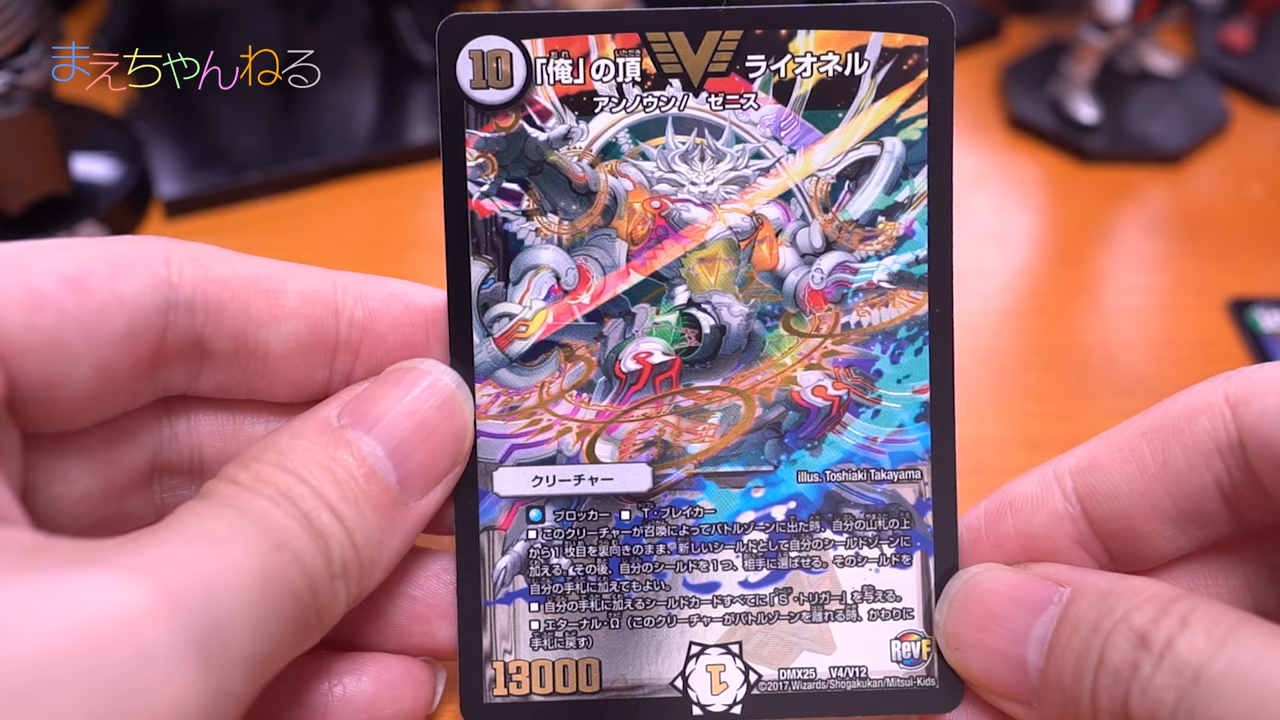 まえちゃんねる
10 「俺」の頂 V ライオネル
アンノウン/ ゼニス
クリーチャー
illus. Toshiaki Takayama
ブロッカー ■ T・ブレイカー
■ このクリーチャーが召喚によってバトルゾーンに出た時、自分の山札の上
から1枚目を裏向きのまま、新しいシールドとして自分のシールドゾーンに
加える。その後、自分のシールドを1つ、相手に選ばせる。そのシールドを
自分の手札に加えてもよい。
■ 自分の手札に加えるシールドカードすべてに「S・トリガー」を与える。
■ エターナル・Ω（このクリーチャーがバトルゾーンを離れる時、かわりに
手札に戻す）
13000
1
RevF
DMX25 V4/V12
©2017 Wizards/Shogakukan/Mitsui-Kids